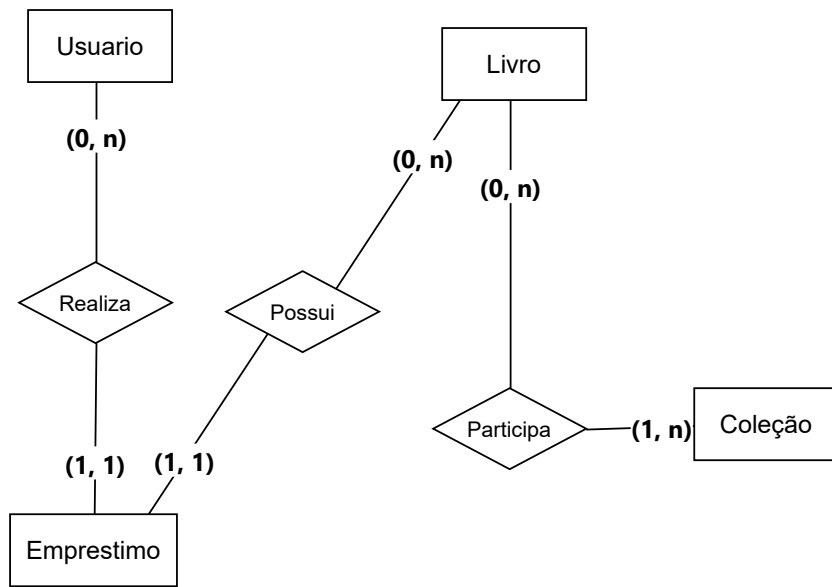 Usuario
Livro
(0, n)
(0, n)
(0, n)
Realiza
Possui
Participa
(1, n)
Coleção
(1, 1)
(1, 1)
Emprestimo